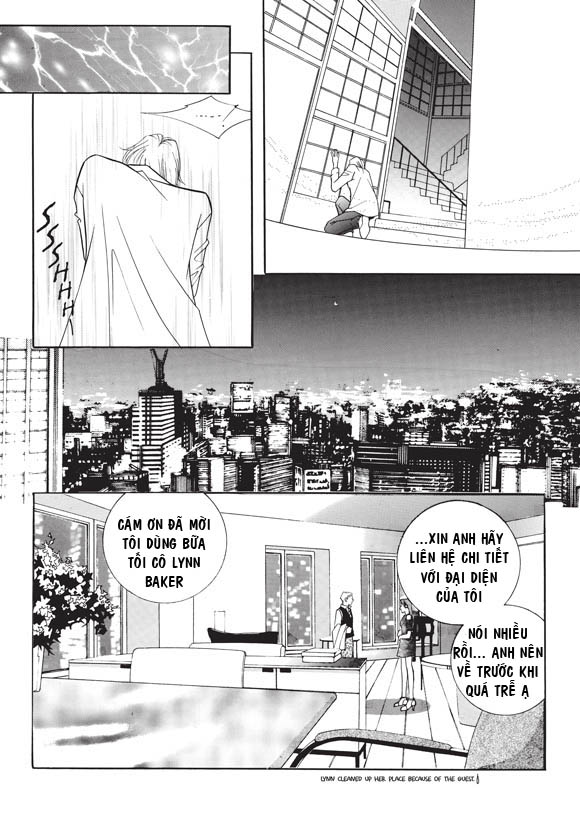 ......!
SSSHHH
CÁM ƠN ĐÃ MỜI
TÔI DÙNG BỮA
TỐI CÔ LYNN
BAKER
...XIN ANH HÃY
LIÊN HỆ CHI TIẾT
VỚI ĐẠI DIỆN
CỦA TÔI
NÓI NHIỀU
RỒI... ANH NÊN
VỀ TRƯỚC KHI
QUÁ TRỄ Ạ
LYNN CLEANED UP HER PLACE BECAUSE OF THE GUEST.